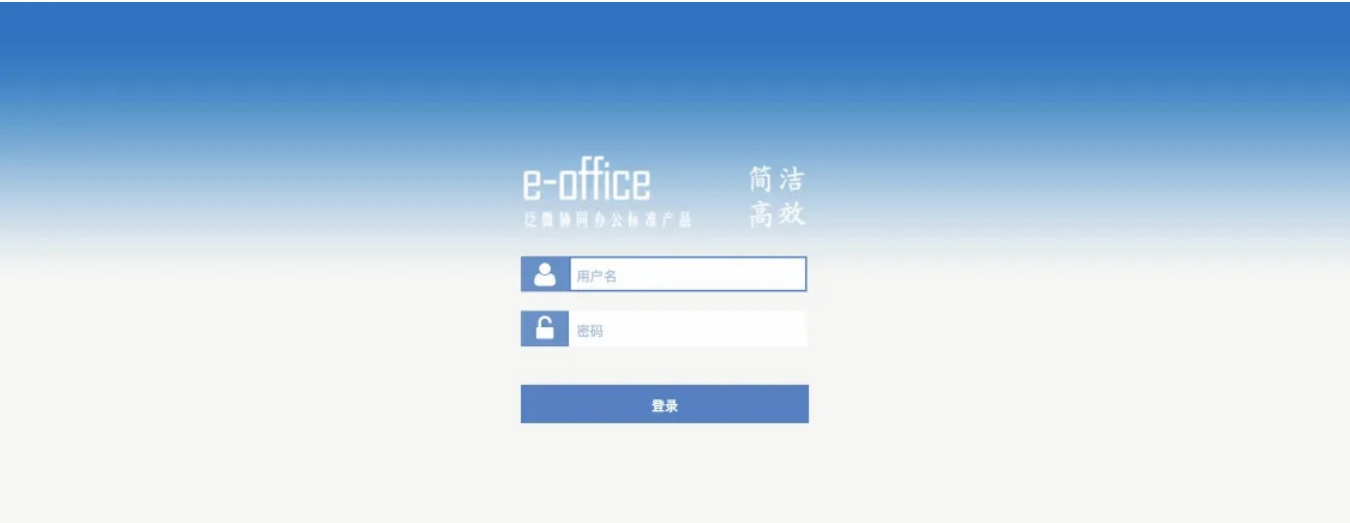 e-office
简洁
泛微协同办公标准产品
高效
用户名
密码
登录